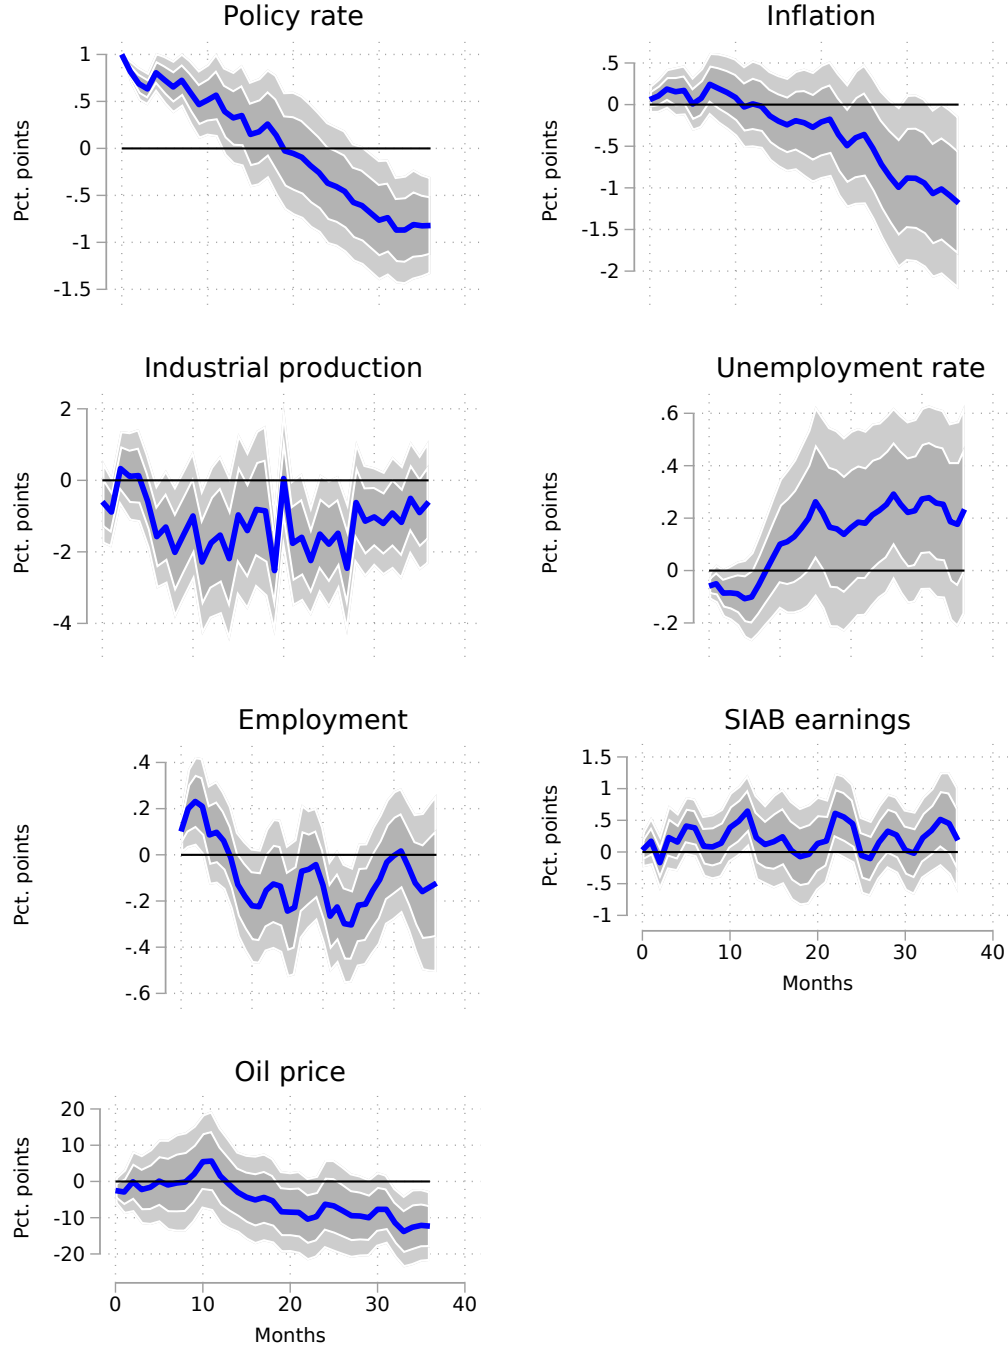 Policy rate
Pct. points
1
.5
0
-.5
-1
-1.5
Inflation
Pct. points
.5
0
-.5
-1
-1.5
-2
Industrial production
Pct. points
2
0
-2
-4
Unemployment rate
Pct. points
.6
.4
.2
0
-.2
Employment
Pct. points
.4
.2
0
-.2
-.4
-.6
SIAB earnings
Pct. points
1.5
1
.5
0
-.5
-1
0 10 20 30 40
Months
Oil price
Pct. points
20
10
0
-10
-20
0 10 20 30 40
Months